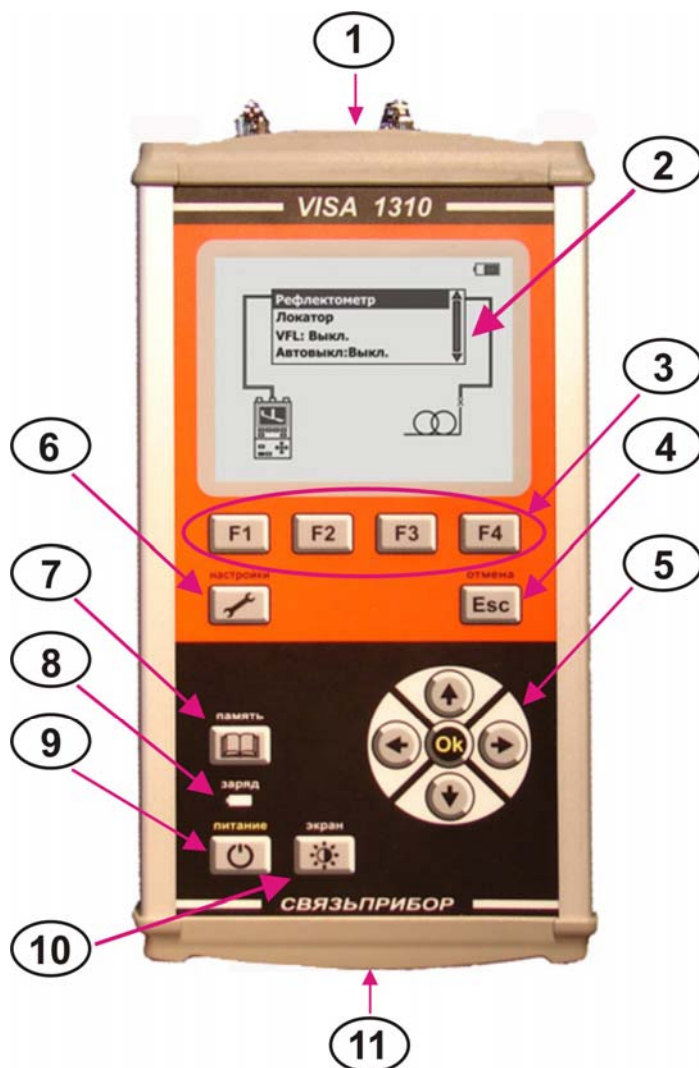 1
2
VISA 1310
Рефлектометр
Локатор
VFL: Выкл.
Автовыкл:Выкл.
3
4
6
F1 F2 F3 F4
настройки
отмена
Esc
5
7
8
память
9
заряд
Ok
питание
экран
10
СВЯЗЬПРИБОР
11